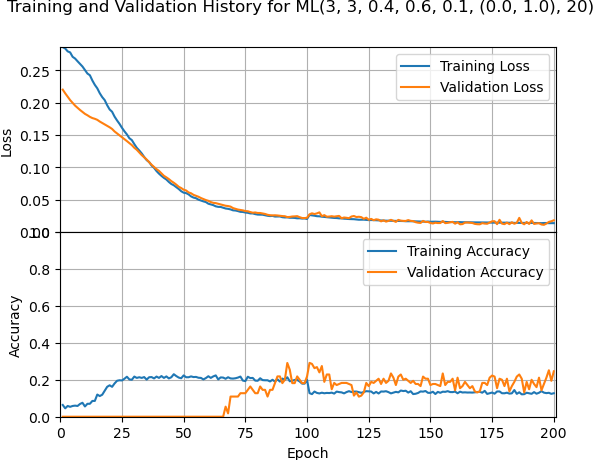 Training and Validation History for ML(3, 3, 0.4, 0.6, 0.1, (0.0, 1.0), 20)
0.25
0.20
0.15
0.10
0.05
0.00
Loss
Training Loss
Validation Loss
1.0
0.8
0.6
0.4
0.2
0.0
Accuracy
Training Accuracy
Validation Accuracy
0 25 50 75 100 125 150 175 200
Epoch